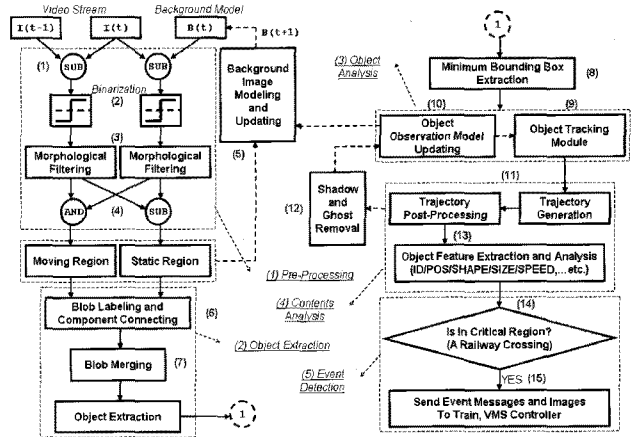 Video Stream
Background Model
I(t-1)
I(t)
B(t)
B(t+1)
(1)
SUB
SUB
Binarization
(2)
(3)
Morphological
Filtering
Morphological
Filtering
AND
(4)
SUB
Moving Region
Static Region
Background
Image
Modeling
and
Updating
(5)
(1) Pre-Processing
Blob Labeling and
Component Connecting
(6)
Blob Merging
(7)
(2) Object Extraction
Object Extraction
1
1
Minimum Bounding Box
Extraction
(8)
(3) Object
Analysis
(10)
(9)
Object
Observation Model
Updating
Object Tracking
Module
(11)
Shadow
and
Ghost
Removal
(12)
Trajectory
Post-Processing
Trajectory
Generation
(13)
Object Feature Extraction and Analysis
{ID/POS/SHAPE/SIZE/SPEED,...etc.}
(4) Contents
Analysis
(14)
Is In Critical Region?
(A Railway Crossing)
(5) Event
Detection
YES
(15)
Send Event Messages and Images
To Train, VMS Controller